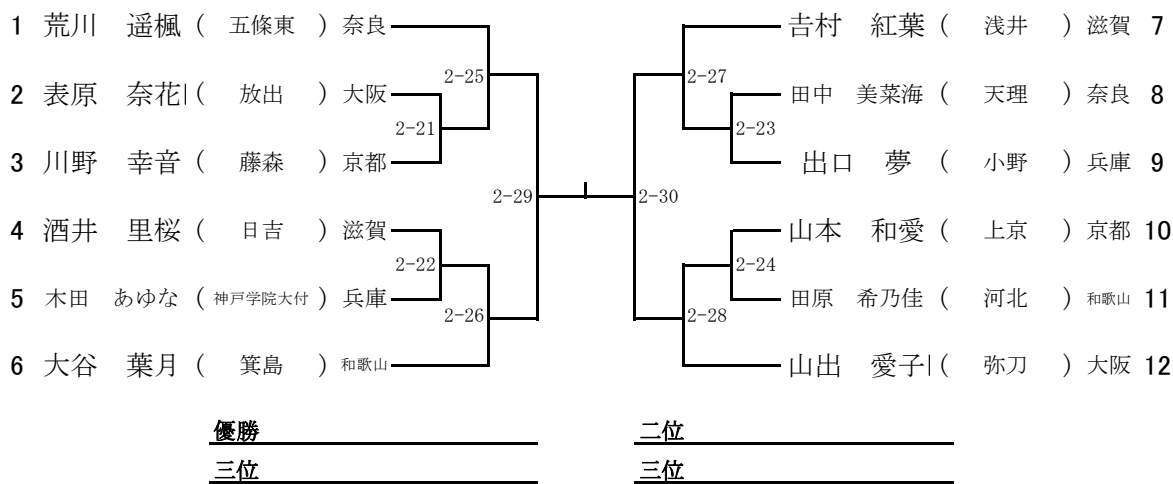 1 荒川 遥楓 ( 五條東 ) 奈良
2-25
2 表原 奈花 ( 放出 ) 大阪
2-21
3 川野 幸音 ( 藤森 ) 京都
2-29
4 酒井 里桜 ( 日吉 ) 滋賀
2-22
5 木田 あゆな ( 神戸学院大付 ) 兵庫
2-26
6 大谷 葉月 ( 箕島 ) 和歌山
𠮷村 紅葉 ( 浅井 ) 滋賀 7
2-27
田中 美菜海 ( 天理 ) 奈良 8
2-23
出口 夢 ( 小野 ) 兵庫 9
2-30
山本 和愛 ( 上京 ) 京都 10
2-24
田原 希乃佳 ( 河北 ) 和歌山 11
2-28
山出 愛子 ( 弥刀 ) 大阪 12
優勝
二位
三位
三位